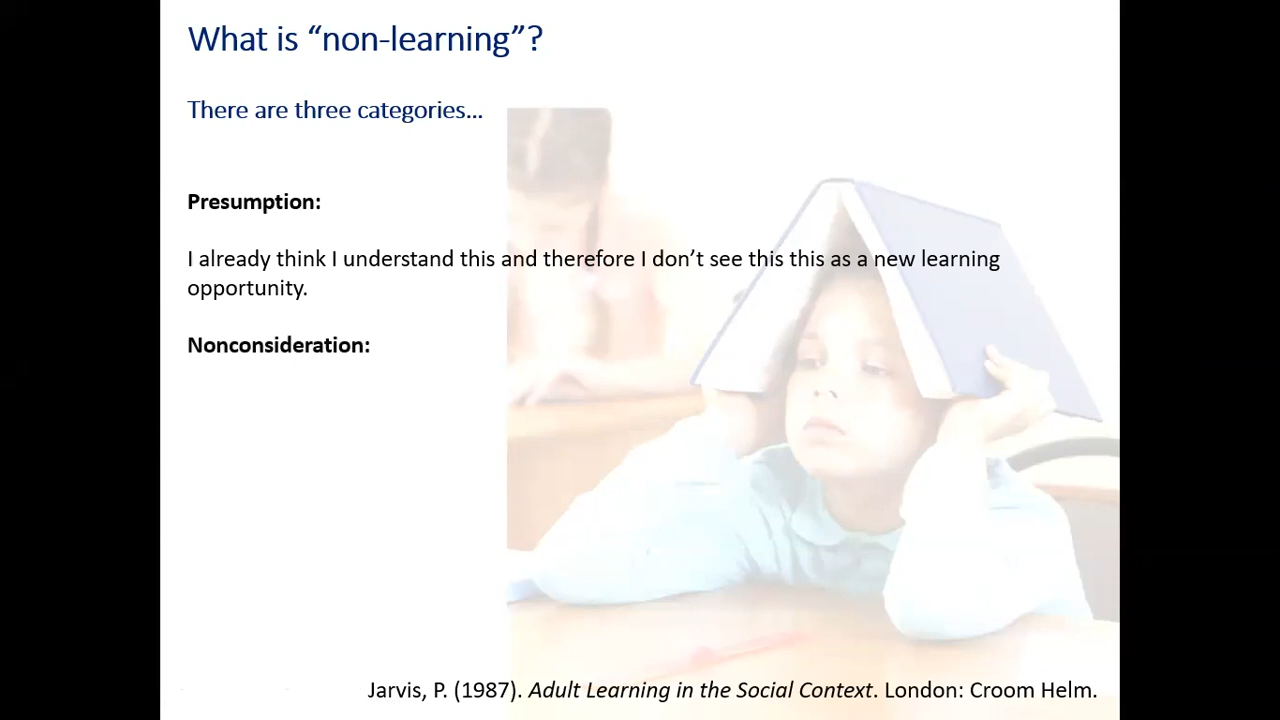 What is “non-learning”?
There are three categories…
Presumption:
I already think I understand this and therefore I don’t see this this as a new learning
opportunity.
Nonconsideration:
Jarvis, P. (1987). Adult Learning in the Social Context. London: Croom Helm.